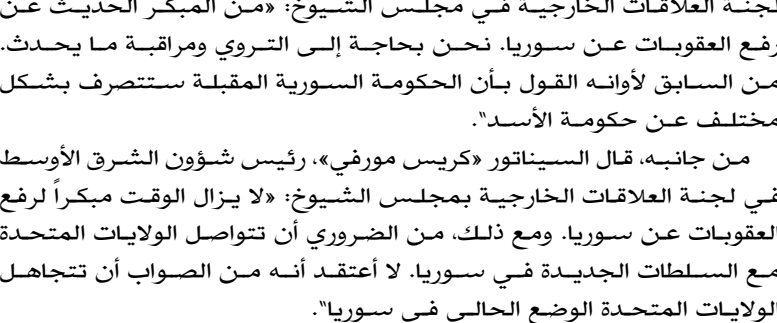 لجنة العلاقات الخارجية في مجلس الشيوخ: «من المبكر الحديث عن
رفع العقوبات عن سوريا. نحن بحاجة إلى التروي ومراقبة ما يحدث.
من السابق لأوانه القول بأن الحكومة السورية المقبلة ستتصرف بشكل
مختلف عن حكومة الأسد".
من جانبه، قال السيناتور «كريس مورفي»، رئيس شؤون الشرق الأوسط
في لجنة العلاقات الخارجية بمجلس الشيوخ: «لا يزال الوقت مبكراً لرفع
العقوبات عن سوريا. ومع ذلك، من الضروري أن تتواصل الولايات المتحدة
مع السلطات الجديدة في سوريا. لا أعتقد أنه من الصواب أن تتجاهل
الولايات المتحدة الوضع الحالي في سوريا".